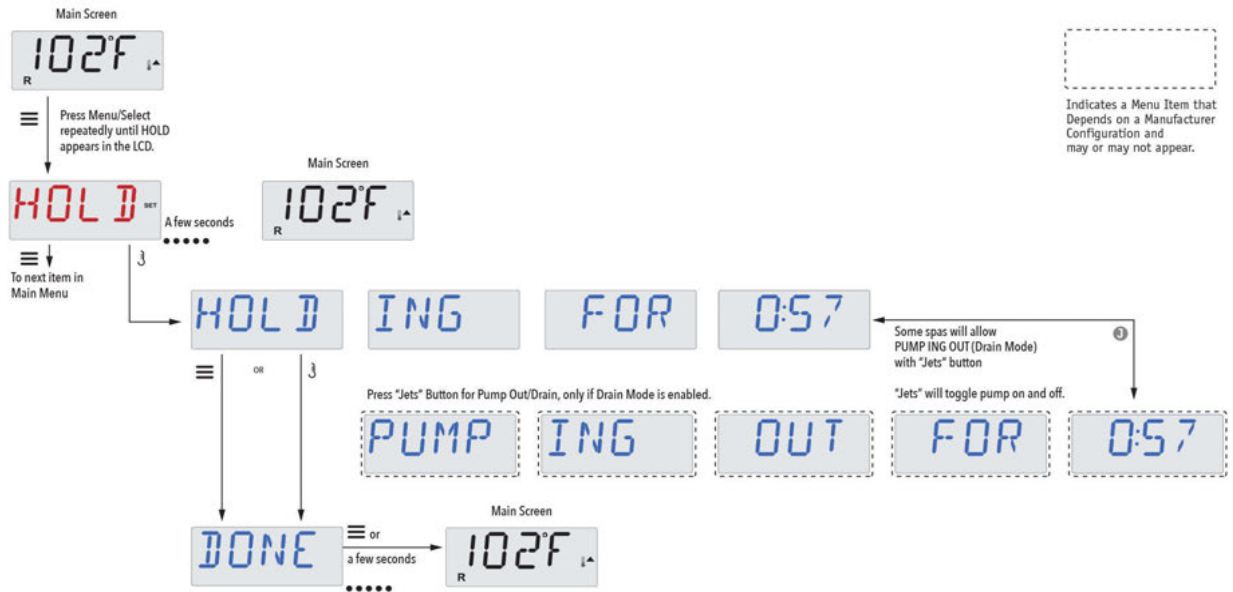 Main Screen
102°F
R
Press Menu/Select
repeatedly until HOLD
appears in the LCD.
Indicates a Menu Item that
Depends on a Manufacturer
Configuration and
may or may not appear.
HOLD SET
A few seconds
Main Screen
102°F
R
To next item in
Main Menu
HOLD ING FOR 0:57
OR
Some spas will allow
PUMP ING OUT (Drain Mode)
with "Jets" button
J
Press "Jets" Button for Pump Out/Drain, only if Drain Mode is enabled.
"Jets" will toggle pump on and off.
PUMP ING OUT FOR 0:57
DONE
or
a few seconds
Main Screen
102°F
R